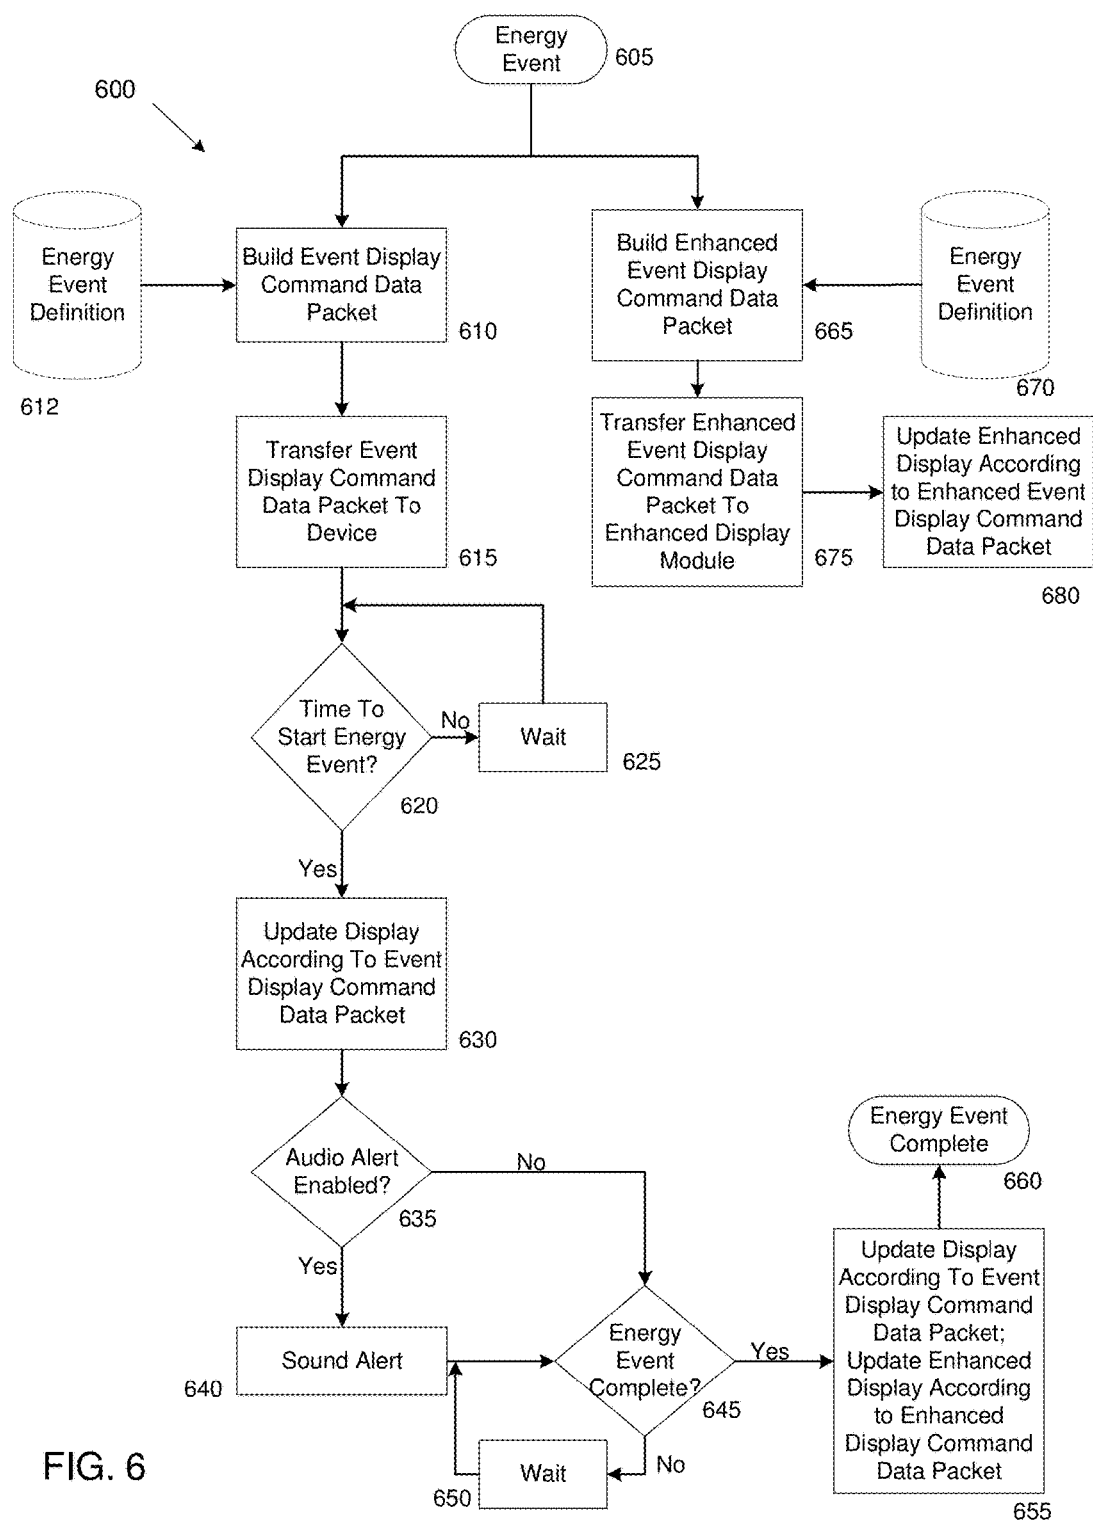 Energy
Event
605
600
Energy
Event
Definition
612
Build Event Display
Command Data
Packet
610
Build Enhanced
Event Display
Command Data
Packet
665
Energy
Event
Definition
670
Transfer Event
Display Command
Data Packet To
Device
615
Transfer Enhanced
Event Display
Command Data
Packet To
Enhanced Display
Module
675
Update Enhanced
Display According
to Enhanced Event
Display Command
Data Packet
680
Time To
Start Energy
Event?
620
No
Wait
625
Yes
Update Display
According To Event
Display Command
Data Packet
630
Audio Alert
Enabled?
635
No
Yes
Sound Alert
640
Energy
Event
Complete?
645
No
Wait
650
Yes
Update Display
According To Event
Display Command
Data Packet;
Update Enhanced
Display According
to Enhanced
Display Command
Data Packet
655
Energy Event
Complete
660
FIG. 6